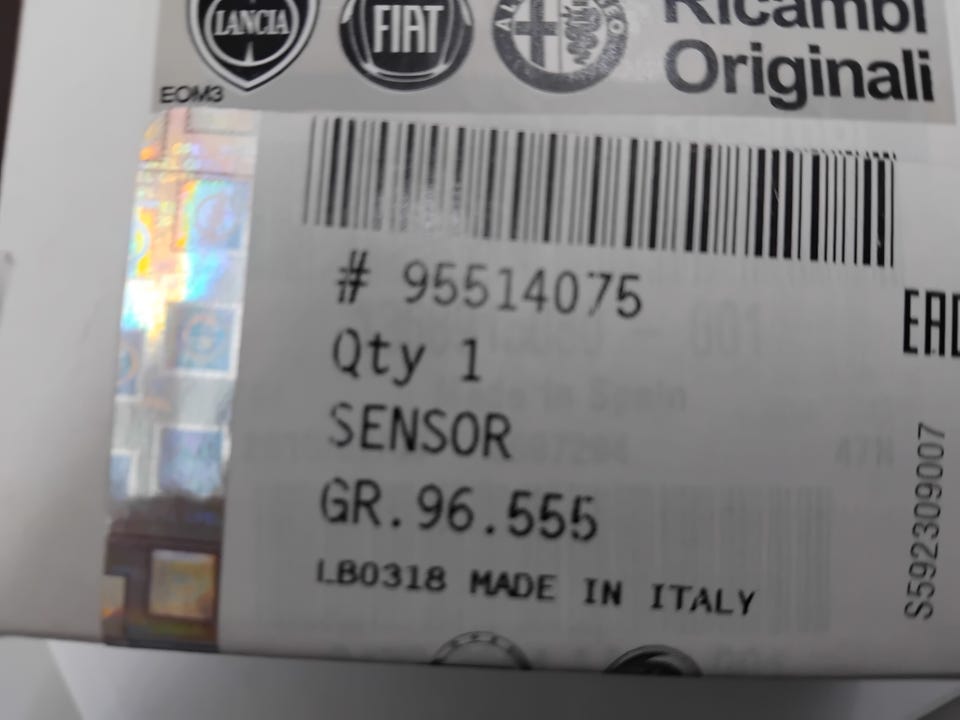 LANCIA
FIAT
Ricambi
Originali
EOM3
# 95514075
Qty 1
SENSOR
GR.96.555
LB0318 MADE IN ITALY
EAC
S592309007